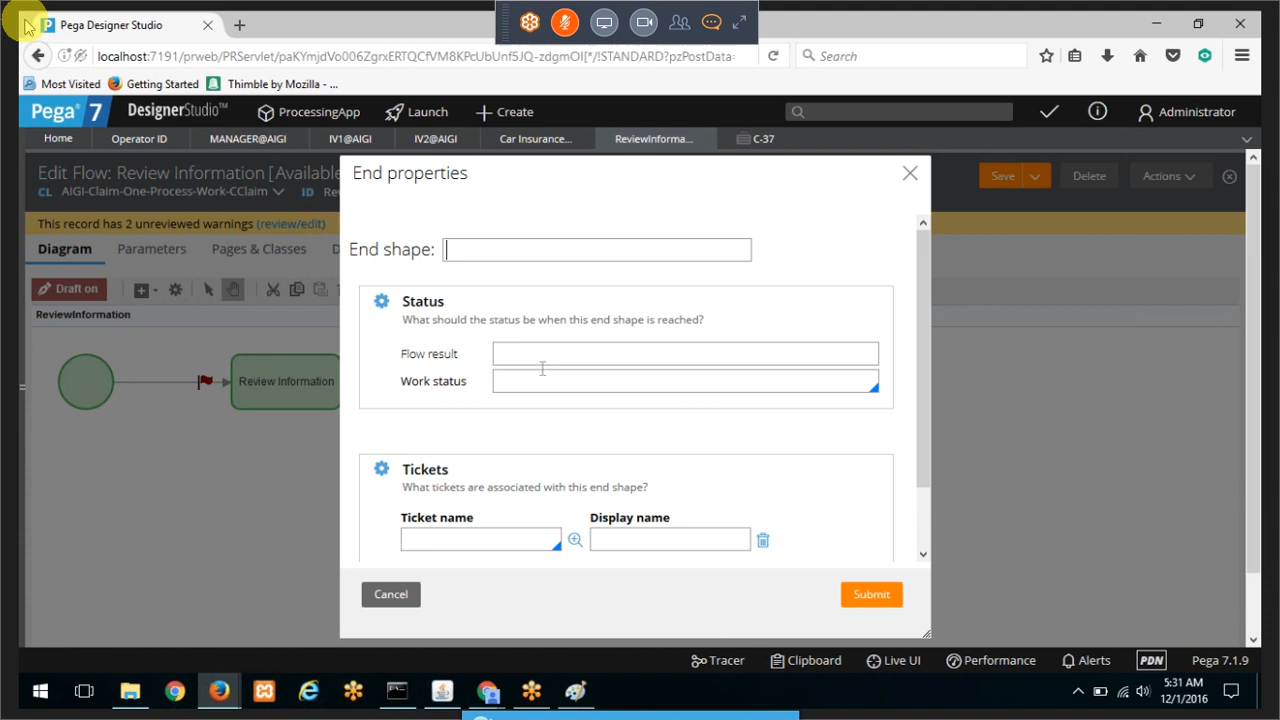 Pega Designer Studio
localhost:7191/prweb/PRServlet/paKYmjdVo006ZgrxERTQCFVM8KPcUbUnf5JQ-zdgmOI[*/!STANDARD?pzPostData=
Search
Most Visited
Getting Started
Thimble by Mozilla - ...
Pega 7
DesignerStudio™
ProcessingApp
Launch
Create
Administrator
Home
Operator ID
MANAGER@AIGI
IV1@AIGI
IV2@AIGI
Car Insurance...
ReviewInforma...
C-37
Edit Flow: Review Information [Available
CL AIGI-Claim-One-Process-Work-CClaim
ID
Save
Delete
Actions
This record has 2 unreviewed warnings (review/edit)
Diagram
Parameters
Pages & Classes
Draft on
ReviewInformation
Review Information
End properties
End shape:
Status
What should the status be when this end shape is reached?
Flow result
Work status
Tickets
What tickets are associated with this end shape?
Ticket name
Display name
Cancel
Submit
Tracer
Clipboard
Live UI
Performance
Alerts
PDN
Pega 7.1.9
5:31 AM
12/1/2016